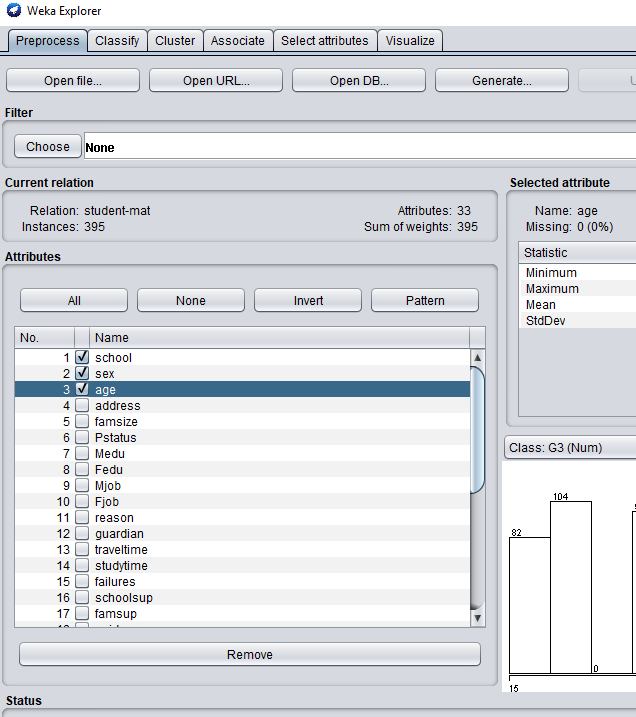 Weka Explorer
Preprocess Classify Cluster Associate Select attributes Visualize
Open file... Open URL... Open DB... Generate...
Filter
Choose None
Current relation
Relation: student-mat Attributes: 33
Instances: 395 Sum of weights: 395
Selected attribute
Name: age
Missing: 0 (0%)
Statistic
Minimum
Maximum
Mean
StdDev
Attributes
All None Invert Pattern
No. Name
1 school
2 sex
3 age
4 address
5 famsize
6 Pstatus
7 Medu
8 Fedu
9 Mjob
10 Fjob
11 reason
12 guardian
13 traveltime
14 studytime
15 failures
16 schoolsup
17 famsup
Remove
Class: G3 (Num)
104
82
0
15
Status